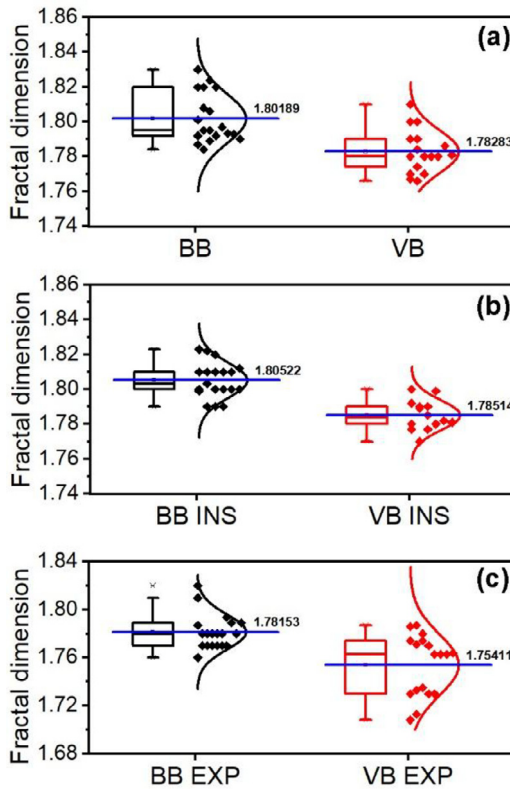 (a)
Fractal dimension
1.86
1.84
1.82
1.80
1.78
1.76
1.74
1.80189
1.78283
BB
VB
(b)
Fractal dimension
1.86
1.84
1.82
1.80
1.78
1.76
1.74
1.80522
1.78514
BB INS
VB INS
(c)
Fractal dimension
1.84
1.80
1.76
1.72
1.68
1.78153
1.75411
BB EXP
VB EXP